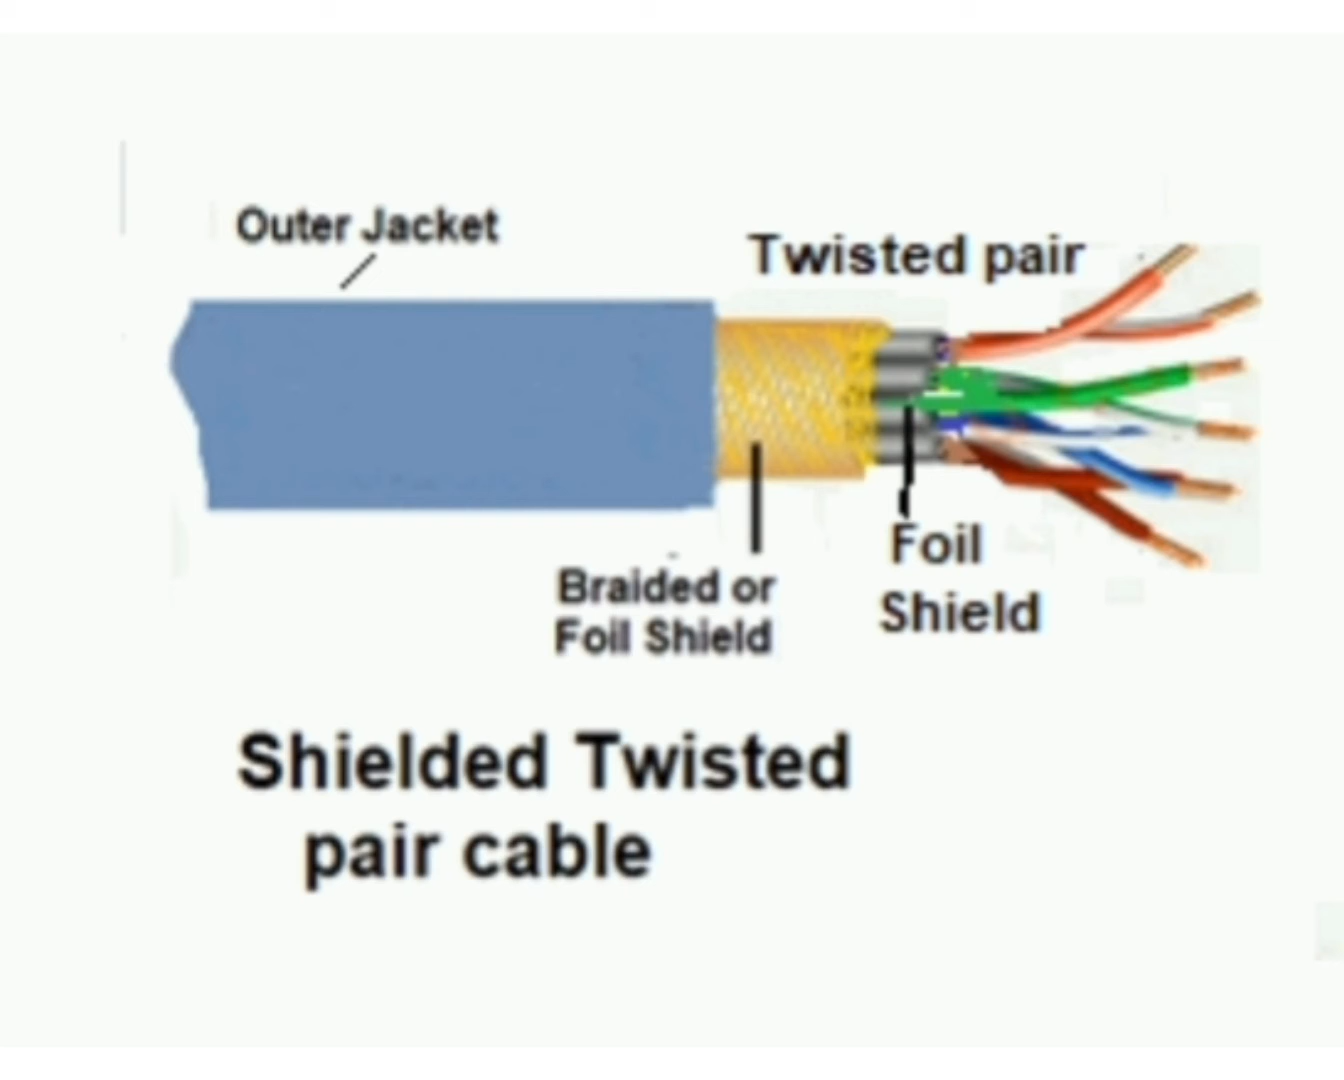 Outer Jacket
Twisted pair
Foil
Shield
Braided or
Foil Shield
Shielded Twisted
pair cable